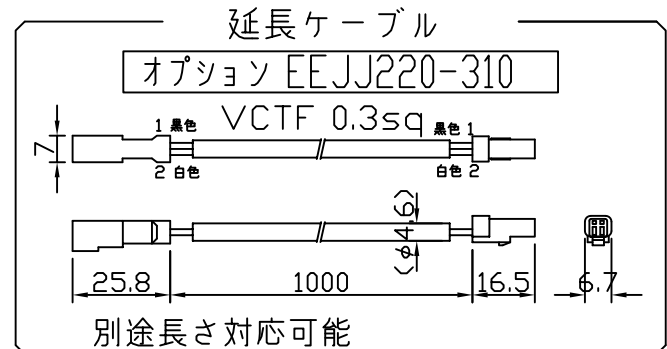 延長ケーブル
オプション EEJJ220-310
VCTF 0.3sq
1 黒色
黒色 1
7
2 白色
白色 2
(φ4.6)
25.8
1000
16.5
6.7
別途長さ対応可能